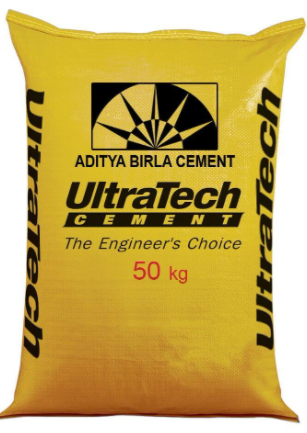 ADITYA BIRLA CEMENT
UltraTech
CEMENT
The Engineer's Choice
50 kg
UltraTech
UltraTech